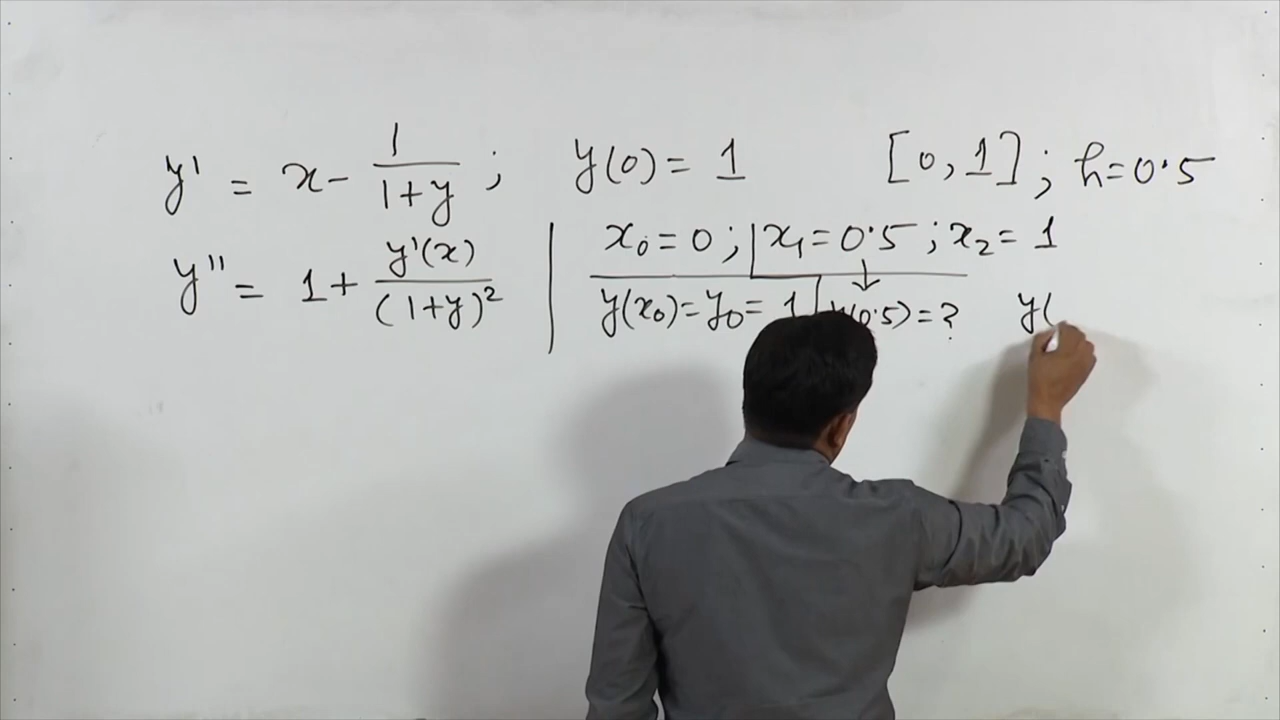 y' = x - 1/(1+y) ; y(0) = 1 [0, 1] ; h=0.5
y'' = 1 + y'(x)/(1+y)² | x₀=0 ; | x₁=0.5 ; x₂=1
y(x₀)=y₀= 1 (0.5)=? y(